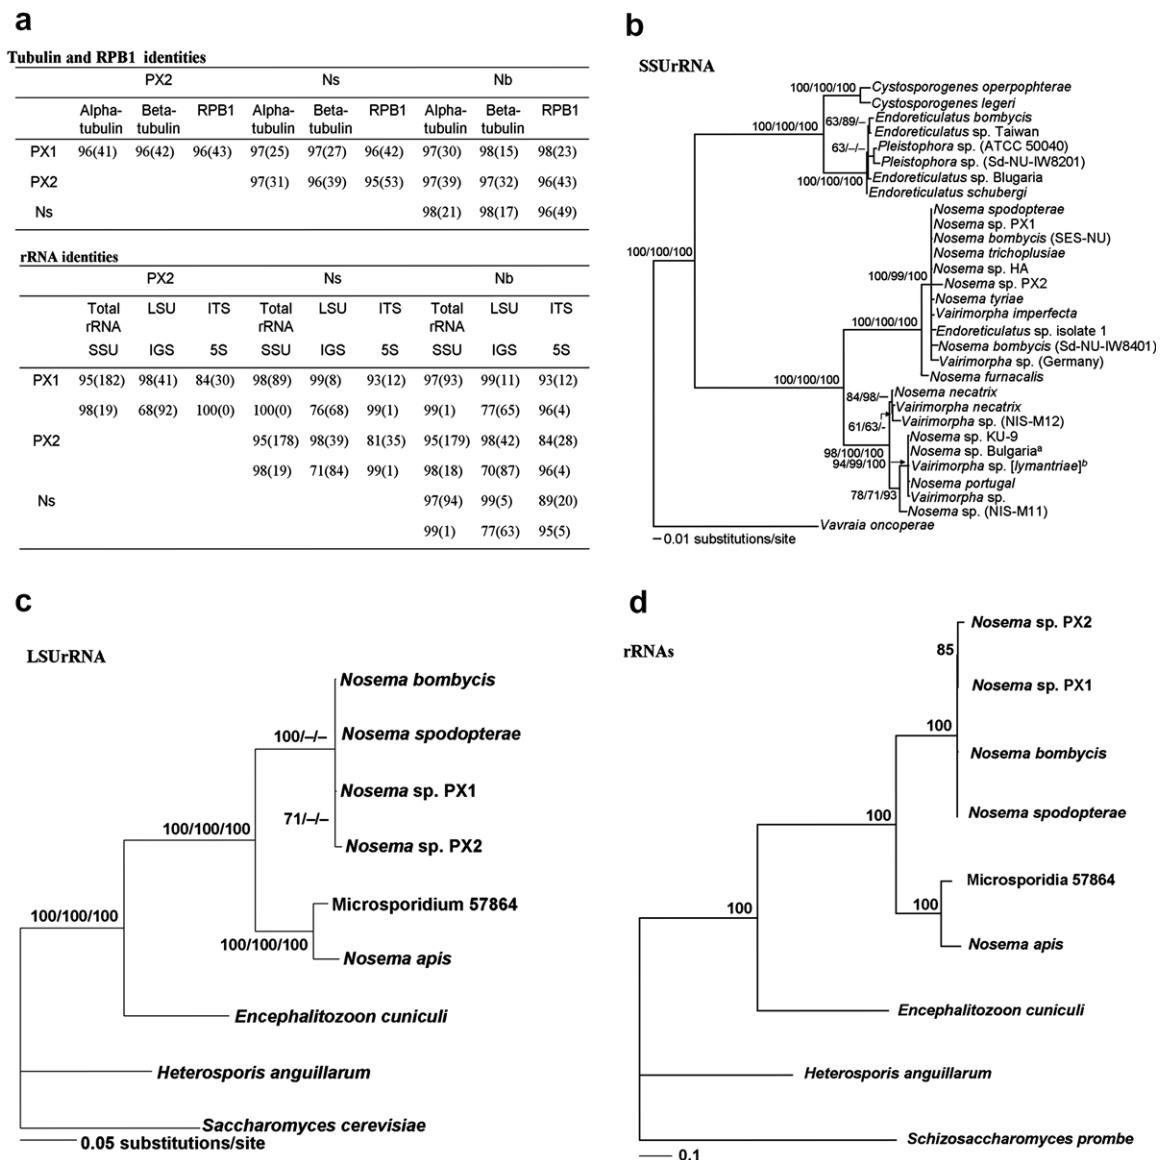 a
Tubulin and RPB1 identities
PX2 Ns Nb
Alpha-tubulin Beta-tubulin RPB1 Alpha-tubulin Beta-tubulin RPB1 Alpha-tubulin Beta-tubulin RPB1
PX1 96(41) 96(42) 96(43) 97(25) 97(27) 96(42) 97(30) 98(15) 98(23)
PX2 97(31) 96(39) 95(53) 97(39) 97(32) 96(43)
Ns 98(21) 98(17) 96(49)
rRNA identities
PX2 Ns Nb
Total rRNA LSU ITS Total rRNA LSU ITS Total rRNA LSU ITS
SSU IGS 5S SSU IGS 5S SSU IGS 5S
PX1 95(182) 98(41) 84(30) 98(89) 99(8) 93(12) 97(93) 99(11) 93(12)
98(19) 68(92) 100(0) 100(0) 76(68) 99(1) 99(1) 77(65) 96(4)
PX2 95(178) 98(39) 81(35) 95(179) 98(42) 84(28)
98(19) 71(84) 99(1) 98(18) 70(87) 96(4)
Ns 97(94) 99(5) 89(20)
99(1) 77(63) 95(5)
b
SSUrRNA
100/100/100
Cystosporogenes operpophterae
Cystosporogenes legeri
63/89/–
Endoreticulatus bombycis
100/100/100
Endoreticulatus sp. Taiwan
63/–/–
Pleistophora sp. (ATCC 50040)
Pleistophora sp. (Sd-NU-IW8201)
100/100/100
Endoreticulatus sp. Blugaria
Endoreticulatus schubergi
Nosema spodopterae
Nosema sp. PX1
Nosema bombycis (SES-NU)
100/100/100
Nosema trichoplusiae
Nosema sp. HA
100/99/100
Nosema sp. PX2
Nosema tyriae
Vairimorpha imperfecta
100/100/100
Endoreticulatus sp. isolate 1
Nosema bombycis (Sd-NU-IW8401)
Vairimorpha sp. (Germany)
Nosema furnacalis
100/100/100
Nosema necatrix
84/98/–
Vairimorpha necatrix
Vairimorpha sp. (NIS-M12)
61/63/-
Nosema sp. KU-9
98/100/100
Nosema sp. Bulgariaᵃ
94/99/100
Vairimorpha sp. [lymantriae]ᵇ
Nosema portugal
78/71/93
Vairimorpha sp.
Nosema sp. (NIS-M11)
Vavraia oncoperae
0.01 substitutions/site
c
LSUrRNA
Nosema bombycis
100/–/–
Nosema spodopterae
Nosema sp. PX1
71/–/–
100/100/100
Nosema sp. PX2
Microsporidium 57864
100/100/100
100/100/100
Nosema apis
Encephalitozoon cuniculi
Heterosporis anguillarum
Saccharomyces cerevisiae
0.05 substitutions/site
d
rRNAs
Nosema sp. PX2
85
Nosema sp. PX1
100
Nosema bombycis
Nosema spodopterae
100
Microsporidia 57864
100
100
Nosema apis
Encephalitozoon cuniculi
Heterosporis anguillarum
Schizosaccharomyces prombe
0.1